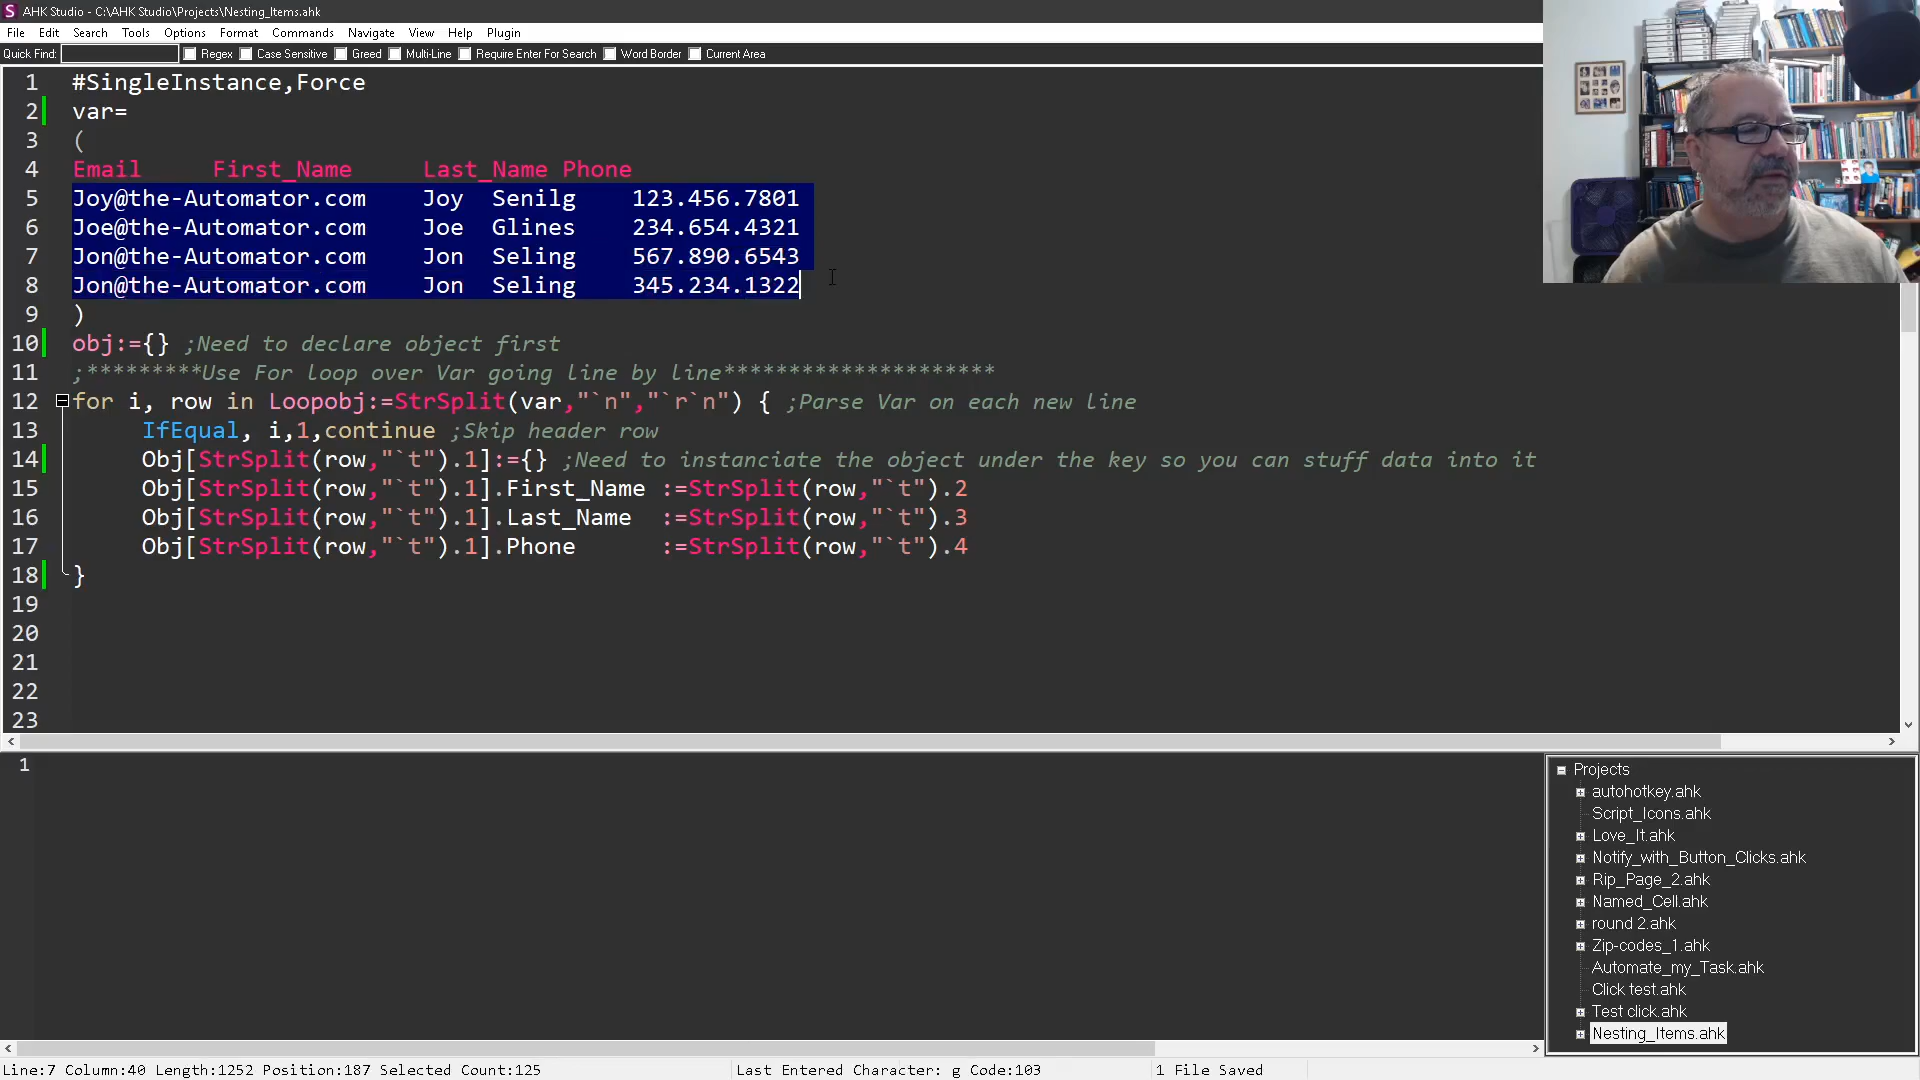 AHK Studio - C:\AHK Studio\Projects\Nesting_Items.ahk
File Edit Search Tools Options Format Commands Navigate View Help Plugin
Quick Find: Regex Case Sensitive Greed Multi-Line Require Enter For Search Word Border Current Area
1 #SingleInstance,Force
2 var=
3 (
4 Email First_Name Last_Name Phone
5 Joy@the-Automator.com Joy Senilg 123.456.7801
6 Joe@the-Automator.com Joe Glines 234.654.4321
7 Jon@the-Automator.com Jon Seling 567.890.6543
8 Jon@the-Automator.com Jon Seling 345.234.1322
9 )
10 obj:={} ;Need to declare object first
11 ;*********Use For loop over Var going line by line*********************
12 for i, row in Loopobj:=StrSplit(var,"`n","`r`n") { ;Parse Var on each new line
13 IfEqual, i,1,continue ;Skip header row
14 Obj[StrSplit(row,"`t").1]:={} ;Need to instanciate the object under the key so you can stuff data into it
15 Obj[StrSplit(row,"`t").1].First_Name :=StrSplit(row,"`t").2
16 Obj[StrSplit(row,"`t").1].Last_Name :=StrSplit(row,"`t").3
17 Obj[StrSplit(row,"`t").1].Phone :=StrSplit(row,"`t").4
18 }
19
20
21
22
23
1
Projects
autohotkey.ahk
Script_Icons.ahk
Love_It.ahk
Notify_with_Button_Clicks.ahk
Rip_Page_2.ahk
Named_Cell.ahk
round 2.ahk
Zip-codes_1.ahk
Automate_my_Task.ahk
Click test.ahk
Test click.ahk
Nesting_Items.ahk
Line:7 Column:40 Length:1252 Position:187 Selected Count:125 Last Entered Character: g Code:103 1 File Saved